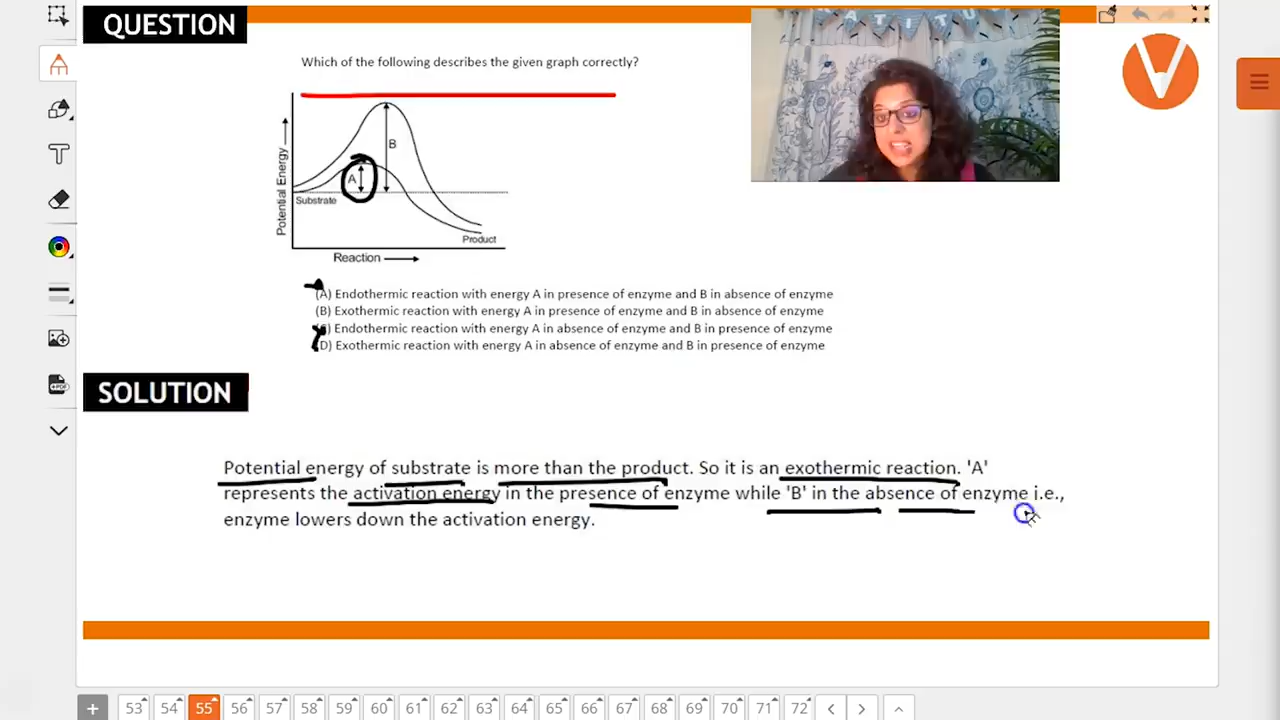 QUESTION
Which of the following describes the given graph correctly?
Potential Energy
B
A
Substrate
Product
Reaction
(A) Endothermic reaction with energy A in presence of enzyme and B in absence of enzyme
(B) Exothermic reaction with energy A in presence of enzyme and B in absence of enzyme
(C) Endothermic reaction with energy A in absence of enzyme and B in presence of enzyme
(D) Exothermic reaction with energy A in absence of enzyme and B in presence of enzyme
SOLUTION
Potential energy of substrate is more than the product. So it is an exothermic reaction. 'A'
represents the activation energy in the presence of enzyme while 'B' in the absence of enzyme i.e.,
enzyme lowers down the activation energy.
+ 53 54 55 56 57 58 59 60 61 62 63 64 65 66 67 68 69 70 71 72